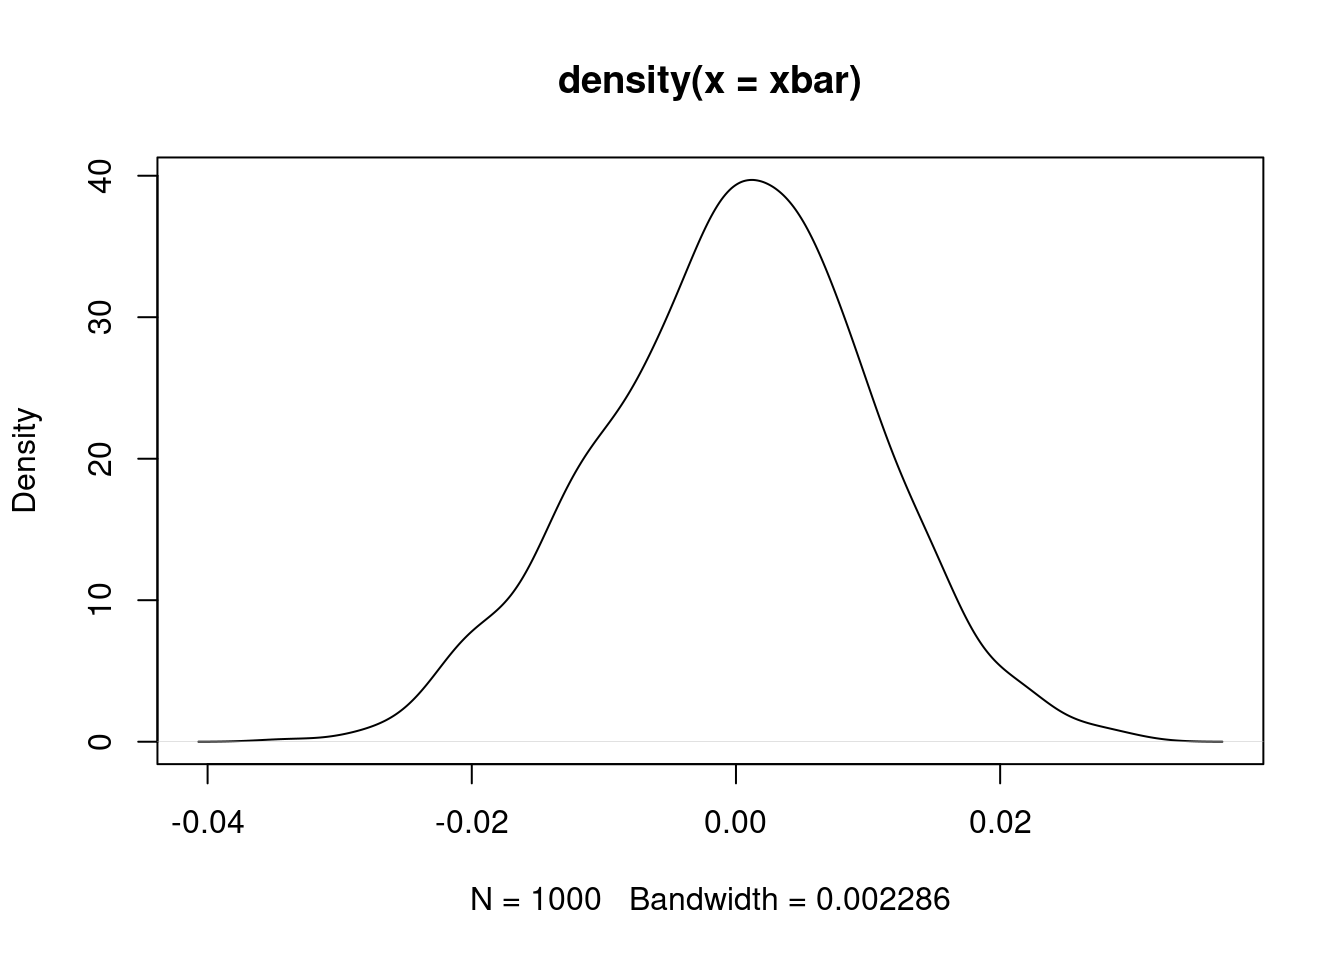 density(x = xbar)
Density
40
30
20
10
0
-0.04 -0.02 0.00 0.02
N = 1000 Bandwidth = 0.002286